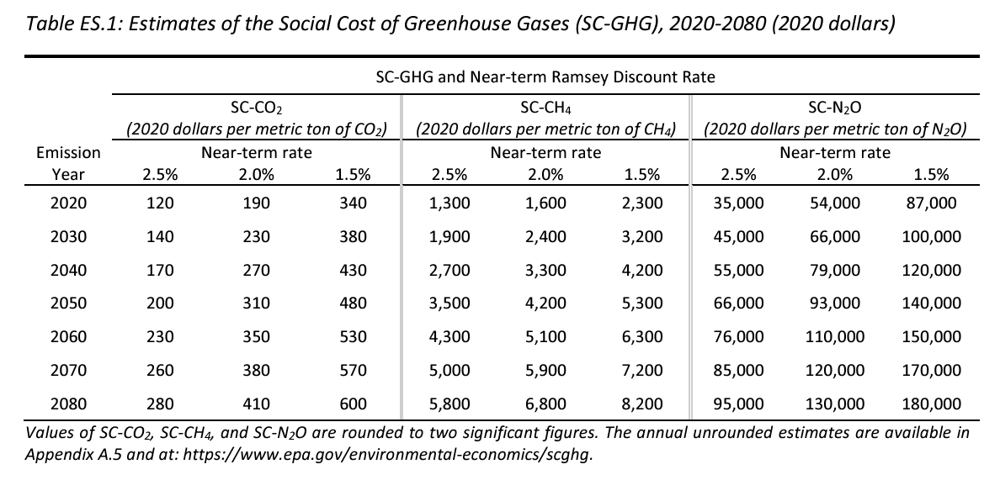 Table ES.1: Estimates of the Social Cost of Greenhouse Gases (SC-GHG), 2020-2080 (2020 dollars)
SC-GHG and Near-term Ramsey Discount Rate
SC-CO₂ SC-CH₄ SC-N₂O
(2020 dollars per metric ton of CO₂) (2020 dollars per metric ton of CH₄) (2020 dollars per metric ton of N₂O)
Emission Near-term rate Near-term rate Near-term rate
Year 2.5% 2.0% 1.5% 2.5% 2.0% 1.5% 2.5% 2.0% 1.5%
2020 120 190 340 1,300 1,600 2,300 35,000 54,000 87,000
2030 140 230 380 1,900 2,400 3,200 45,000 66,000 100,000
2040 170 270 430 2,700 3,300 4,200 55,000 79,000 120,000
2050 200 310 480 3,500 4,200 5,300 66,000 93,000 140,000
2060 230 350 530 4,300 5,100 6,300 76,000 110,000 150,000
2070 260 380 570 5,000 5,900 7,200 85,000 120,000 170,000
2080 280 410 600 5,800 6,800 8,200 95,000 130,000 180,000
Values of SC-CO₂, SC-CH₄, and SC-N₂O are rounded to two significant figures. The annual unrounded estimates are available in
Appendix A.5 and at: https://www.epa.gov/environmental-economics/scghg.